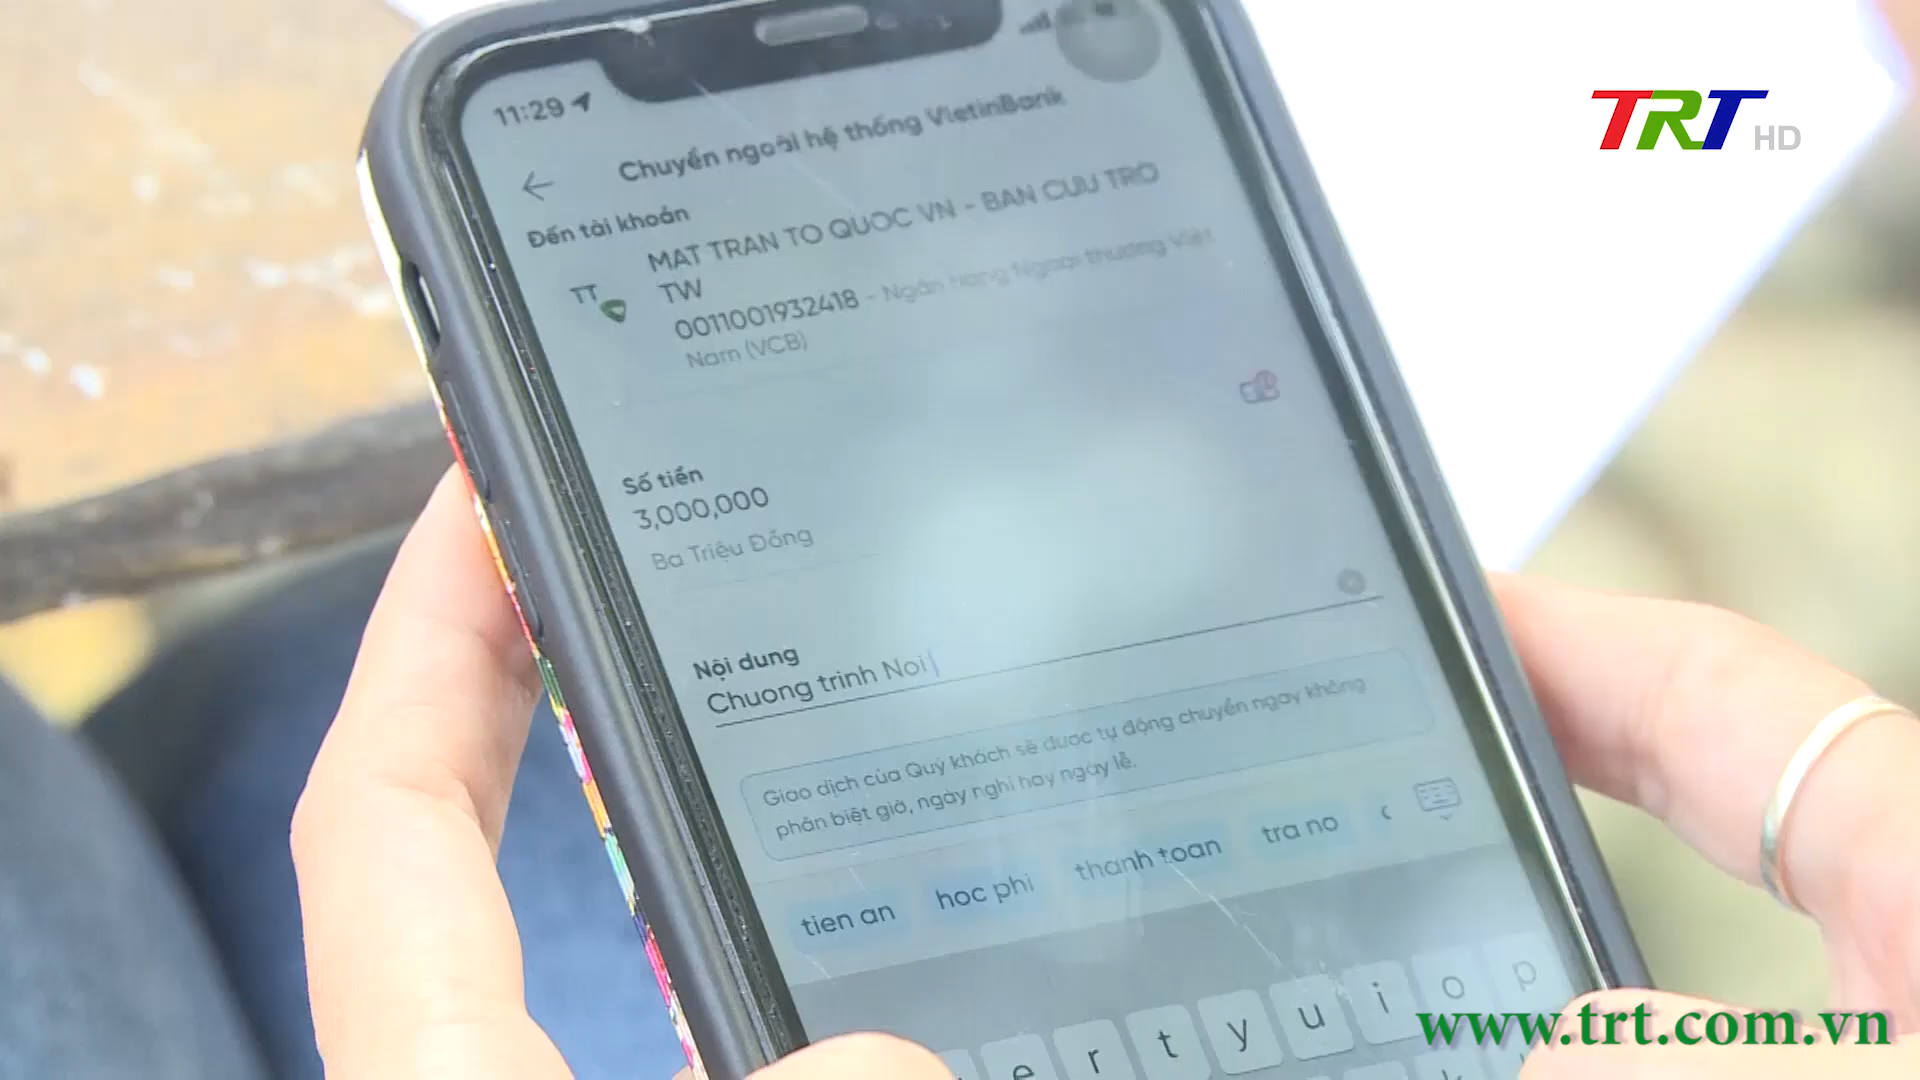 TRT HD
11:29
Chuyển ngoài hệ thống VietinBank
Đến tài khoản
MAT TRAN TO QUOC VN - BAN CUU TRO
TW
TT
0011001932418 - Ngân hàng Ngoại thương Việt
Nam (VCB)
Số tiền
3,000,000
Ba Triệu Đồng
Nội dung
Chuong trinh Noi
Giao dịch của Quý khách sẽ được tự động chuyển ngay không
phân biệt giờ, ngày nghỉ hay ngày lễ.
tien an hoc phi thanh toan tra no
e r t y u i o p
www.trt.com.vn